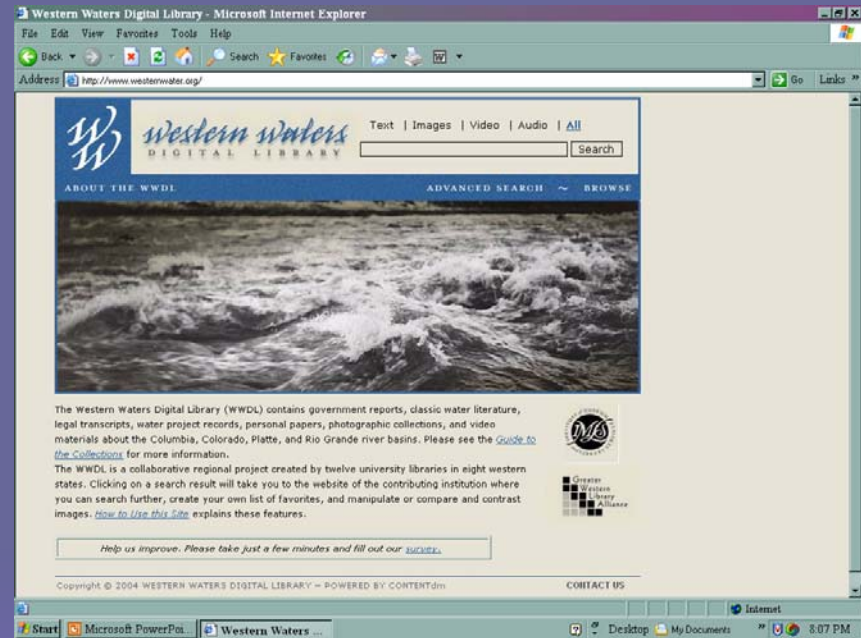 Western Waters Digital Library - Microsoft Internet Explorer
File Edit View Favorites Tools Help
Back Search Favorites
Address http://www.westernwater.org/ Go Links »
WW
western waters
DIGITAL LIBRARY
Text | Images | Video | Audio | All
Search
ABOUT THE WWDL ADVANCED SEARCH ~ BROWSE
The Western Waters Digital Library (WWDL) contains government reports, classic water literature,
legal transcripts, water project records, personal papers, photographic collections, and video
materials about the Columbia, Colorado, Platte, and Rio Grande river basins. Please see the Guide to
the Collections for more information.
The WWDL is a collaborative regional project created by twelve university libraries in eight western
states. Clicking on a search result will take you to the website of the contributing institution where
you can search further, create your own list of favorites, and manipulate or compare and contrast
images. How to Use this Site explains these features.
IMLS
Greater
Western
Library
Alliance
Help us improve. Please take just a few minutes and fill out our survey.
Copyright © 2004 WESTERN WATERS DIGITAL LIBRARY ~ POWERED BY CONTENTdm CONTACT US
Internet
Start Microsoft PowerPoi... Western Waters ... Desktop My Documents » 8:07 PM